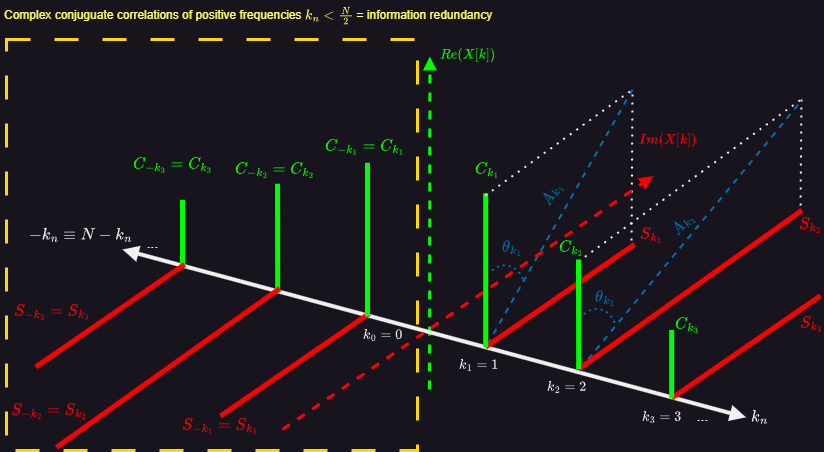 Complex conjuguate correlations of positive frequencies $k_n < \frac{N}{2}$ = information redundancy
$Re(X[k])$
$C_{-k_1} = C_{k_1}$
$C_{-k_3} = C_{k_3}$
$C_{-k_2} = C_{k_2}$
$Im(X[k])$
$C_{k_1}$
$A_{k_1}$
$A_{k_2}$
$S_{k_1}$
$S_{k_2}$
$-k_n \equiv N - k_n$ ...
$\theta_{k_1}$
$C_{k_2}$
$\theta_{k_2}$
$S_{-k_3} = S_{k_3}$
$k_0 = 0$
$C_{k_3}$
$S_{k_3}$
$k_1 = 1$
$k_2 = 2$
$S_{-k_2} = S_{k_2}$
$S_{-k_1} = S_{k_1}$
$k_3 = 3$ ... $k_n$